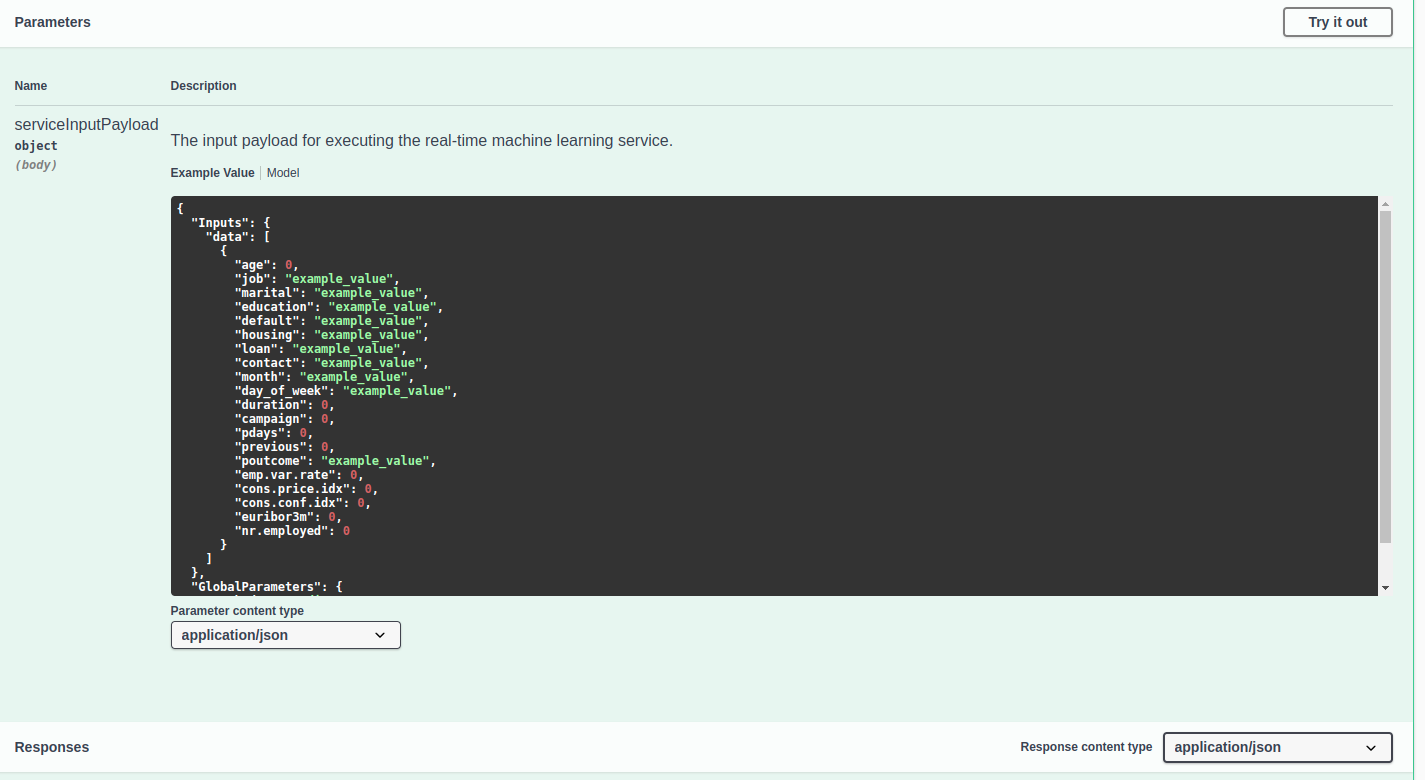 Parameters
Try it out
Name
Description
serviceInputPayload
object
(body)
The input payload for executing the real-time machine learning service.
Example Value | Model
{
"Inputs": {
"data": [
{
"age": 0,
"job": "example_value",
"marital": "example_value",
"education": "example_value",
"default": "example_value",
"housing": "example_value",
"loan": "example_value",
"contact": "example_value",
"month": "example_value",
"day_of_week": "example_value",
"duration": 0,
"campaign": 0,
"pdays": 0,
"previous": 0,
"poutcome": "example_value",
"emp.var.rate": 0,
"cons.price.idx": 0,
"cons.conf.idx": 0,
"euribor3m": 0,
"nr.employed": 0
}
]
},
"GlobalParameters": {
Parameter content type
application/json
Responses
Response content type
application/json